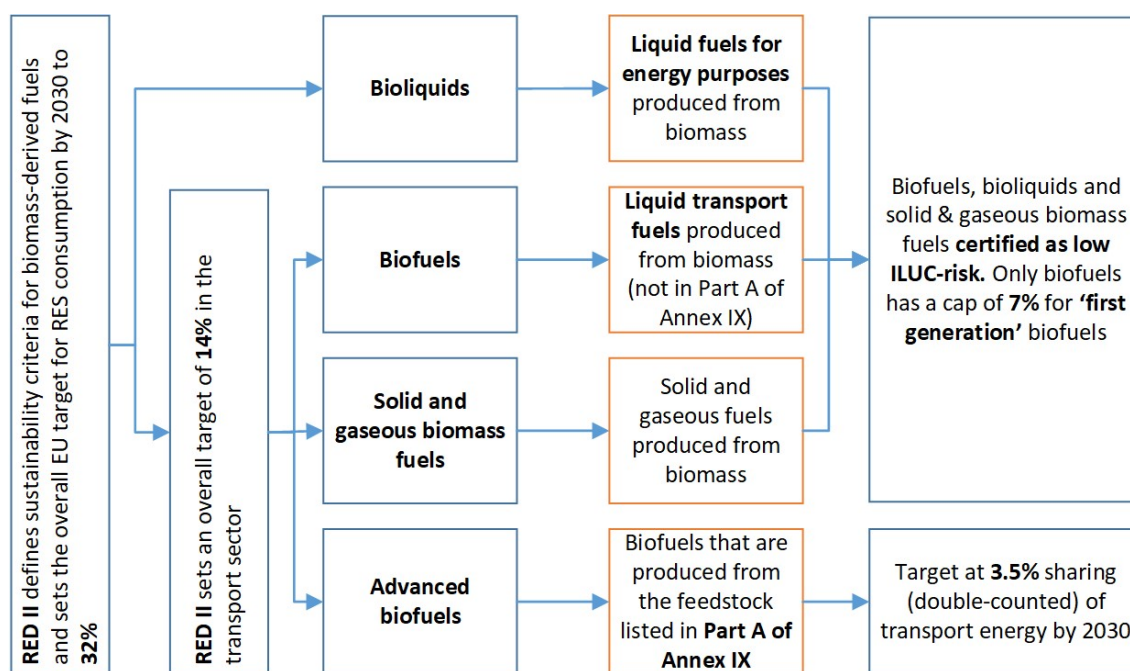 RED II defines sustainability criteria for biomass-derived fuels
and sets the overall EU target for RES consumption by 2030 to
32%
RED II sets an overall target of 14% in the
transport sector
Bioliquids
Liquid fuels for
energy purposes
produced from
biomass
Biofuels
Liquid transport
fuels produced
from biomass
(not in Part A of
Annex IX)
Solid and
gaseous biomass
fuels
Solid and
gaseous fuels
produced from
biomass
Biofuels, bioliquids and
solid & gaseous biomass
fuels certified as low
ILUC-risk. Only biofuels
has a cap of 7% for ‘first
generation’ biofuels
Advanced
biofuels
Biofuels that are
produced from
the feedstock
listed in Part A of
Annex IX
Target at 3.5% sharing
(double-counted) of
transport energy by 2030